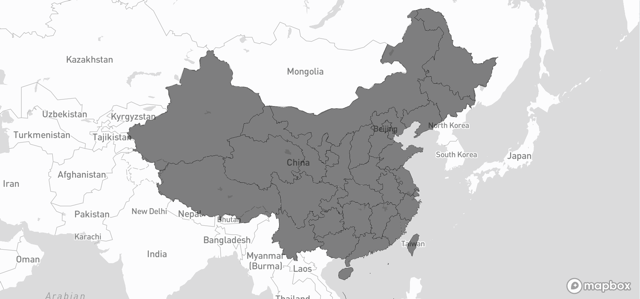 Kazakhstan
Mongolia
Uzbekistan
Kyrgyzstan
Turkmenistan
Tajikistan
Beijing
North Korea
South Korea
Japan
China
Afghanistan
Iran
Pakistan
New Delhi
Nepal
Bhutan
Karachi
Bangladesh
Taiwan
Oman
India
Myanmar
(Burma)
Laos
Arabian
Thailand
mapbox